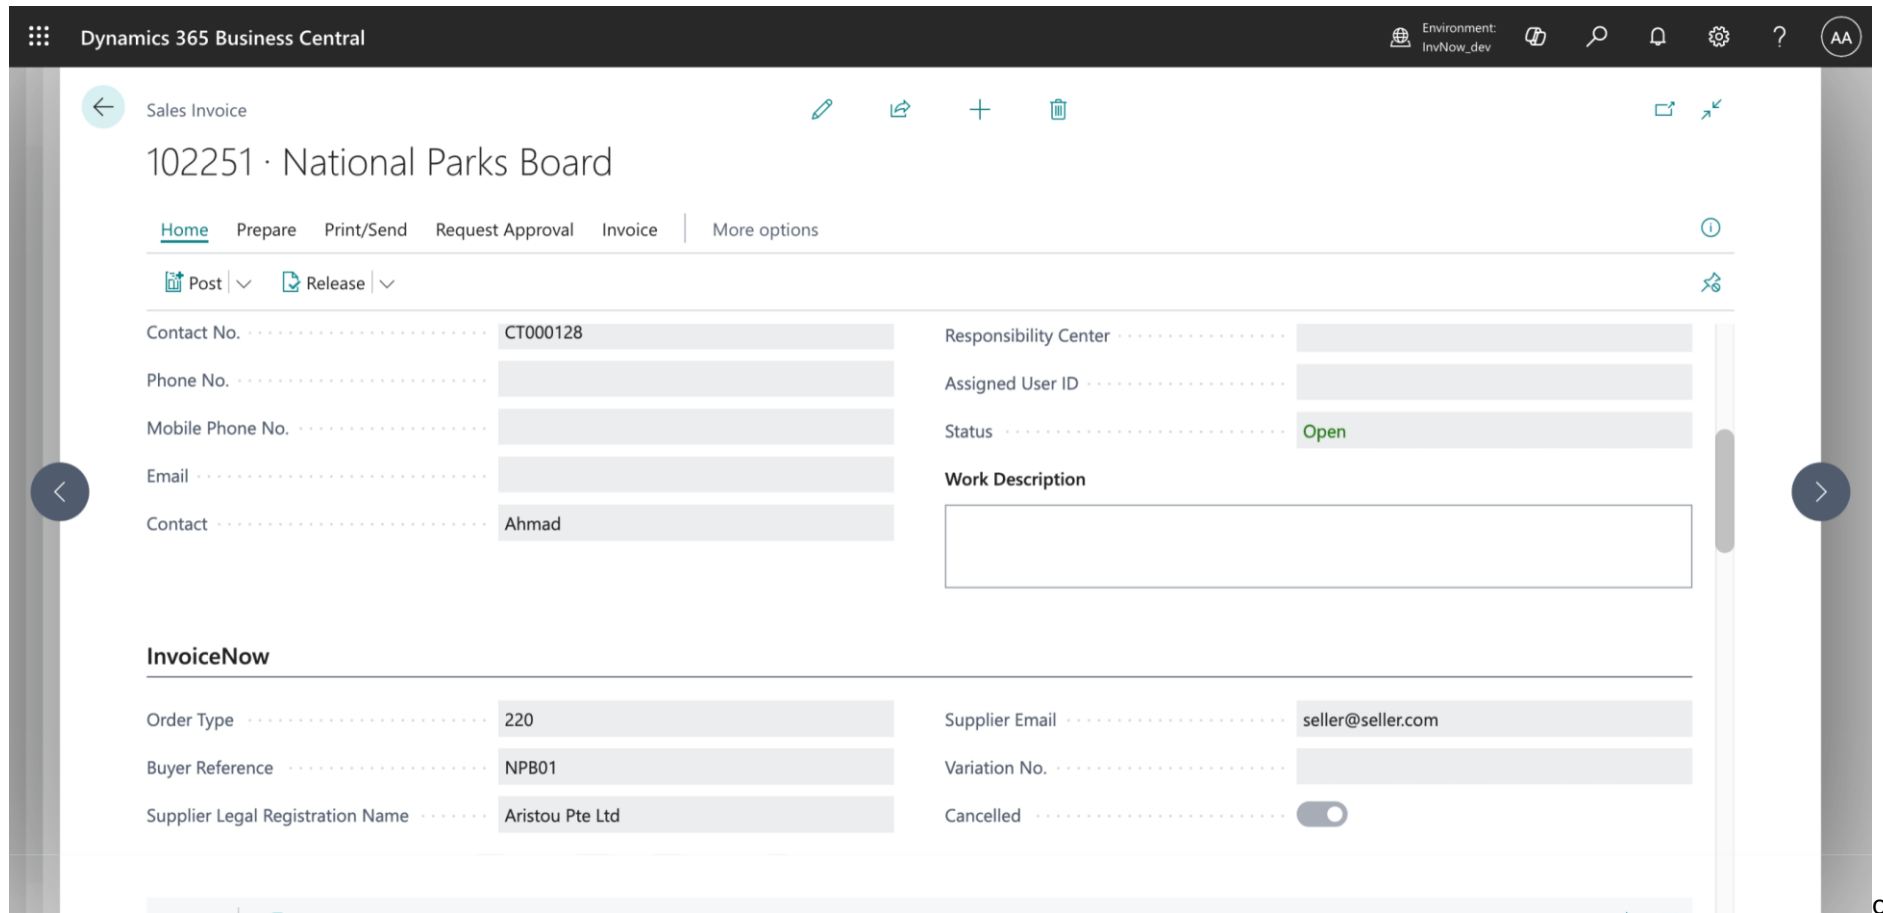 Dynamics 365 Business Central
Environment:
InvNow_dev
?
AA
Sales Invoice
102251 · National Parks Board
Home Prepare Print/Send Request Approval Invoice More options
Post Release
Contact No. CT000128
Phone No.
Mobile Phone No.
Email
Contact Ahmad
Responsibility Center
Assigned User ID
Status Open
Work Description
InvoiceNow
Order Type 220
Buyer Reference NPB01
Supplier Legal Registration Name Aristou Pte Ltd
Supplier Email seller@seller.com
Variation No.
Cancelled